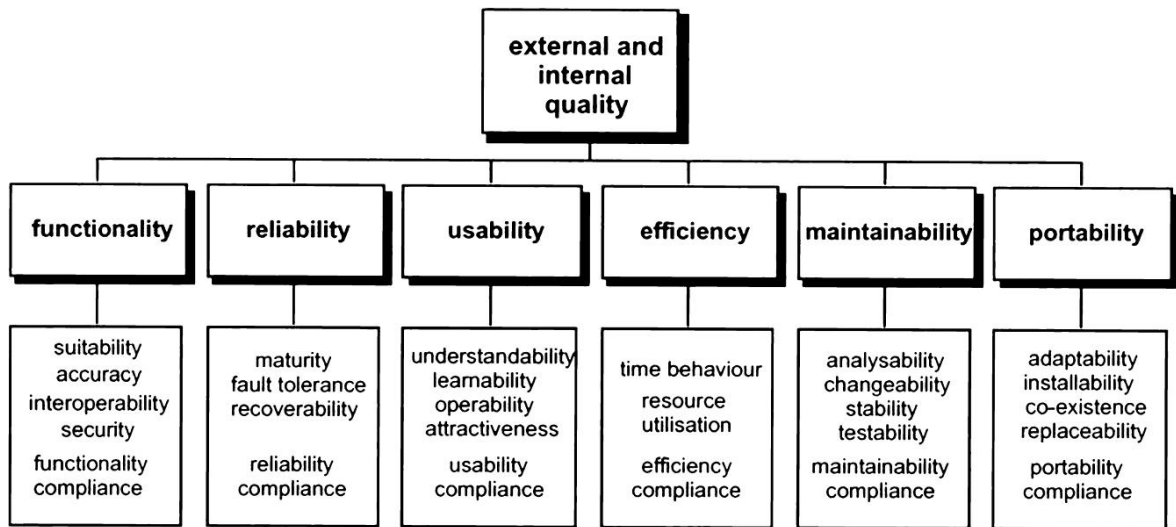 external and
internal
quality
functionality
reliability
usability
efficiency
maintainability
portability
suitability
accuracy
interoperability
security
functionality
compliance
maturity
fault tolerance
recoverability
reliability
compliance
understandability
learnability
operability
attractiveness
usability
compliance
time behaviour
resource
utilisation
efficiency
compliance
analysability
changeability
stability
testability
maintainability
compliance
adaptability
installability
co-existence
replaceability
portability
compliance